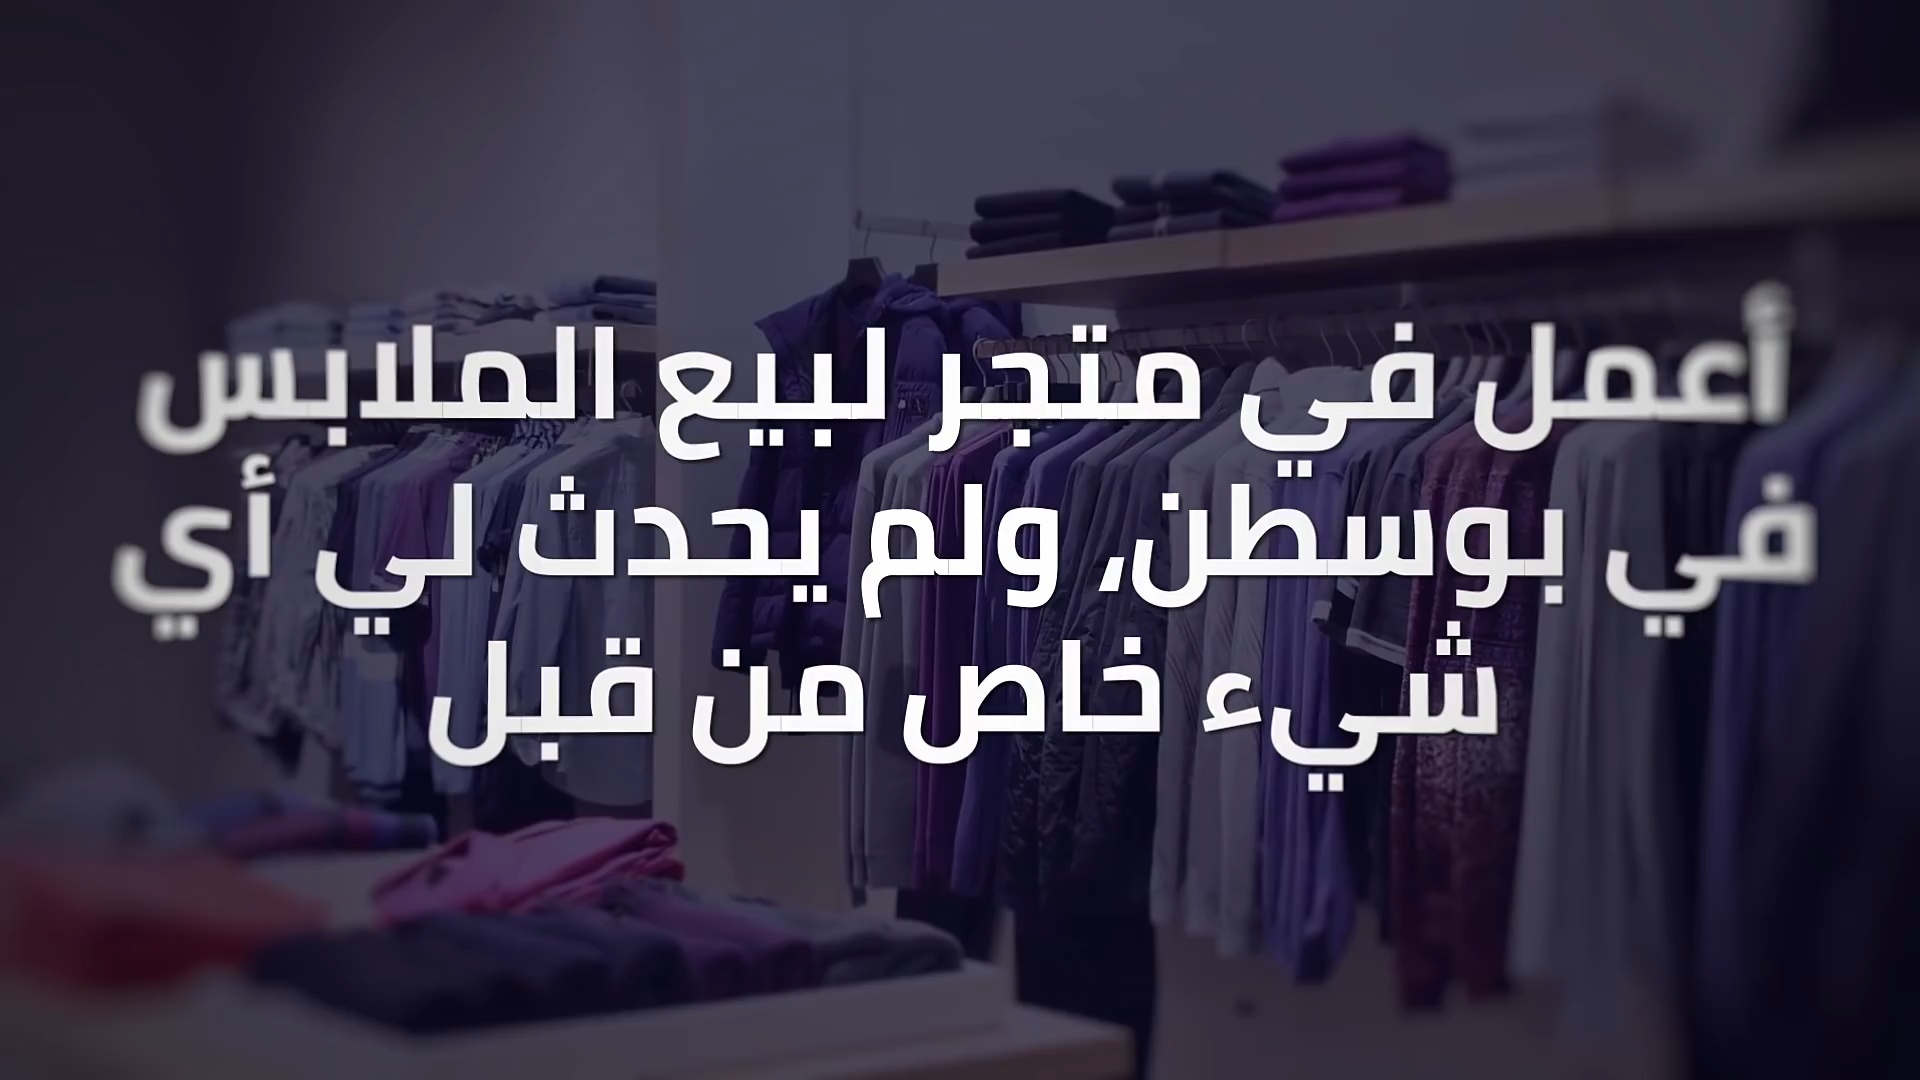 أعمل في متجر لبيع الملابس
في بوسطن، ولم يحدث لي أي
شيء خاص من قبل